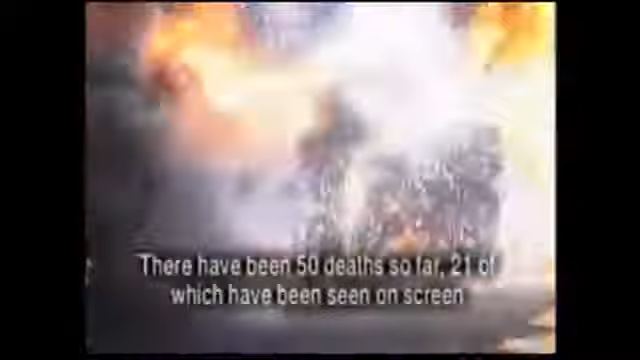 There have been 50 deaths so far, 21 of
which have been seen on screen